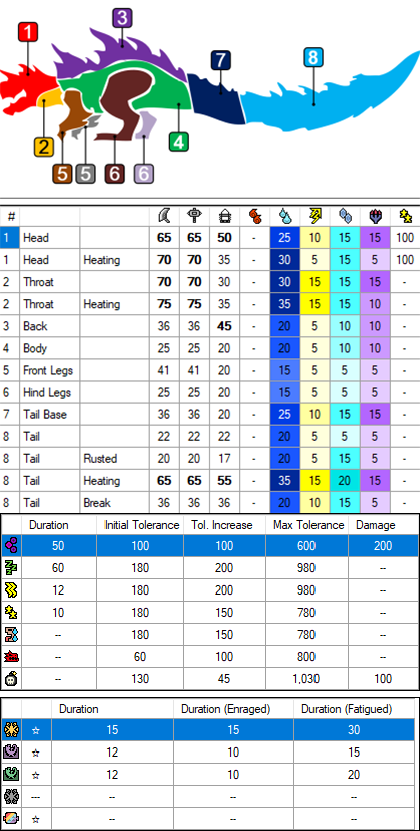 1
3
7
8
2
4
5
5
6
6
#
1 Head 65 65 50 - 25 10 15 15 100
1 Head Heating 70 70 35 - 30 5 15 5 100
2 Throat 70 70 30 - 30 15 15 15 -
2 Throat Heating 75 75 35 - 35 15 15 10 -
3 Back 36 36 45 - 20 5 10 10 -
4 Body 25 25 20 - 20 5 10 10 -
5 Front Legs 41 41 20 - 15 5 5 5 -
6 Hind Legs 25 25 20 - 15 5 5 5 -
7 Tail Base 36 36 20 - 25 10 15 15 -
8 Tail 22 22 22 - 20 5 5 5 -
8 Tail Rusted 20 20 17 - 20 5 15 5 -
8 Tail Heating 65 65 55 - 35 15 20 15 -
8 Tail Break 36 36 36 - 20 10 15 5 -
Duration Initial Tolerance Tol. Increase Max Tolerance Damage
50 100 100 600 200
60 180 200 980 --
12 180 200 980 --
10 180 150 780 --
-- 180 150 780 --
-- 60 100 800 --
-- 130 45 1,030 100
Duration Duration (Enraged) Duration (Fatigued)
☆ 15 15 30
☆ 12 10 15
☆ 12 10 20
--- -- -- --
☆ -- -- --